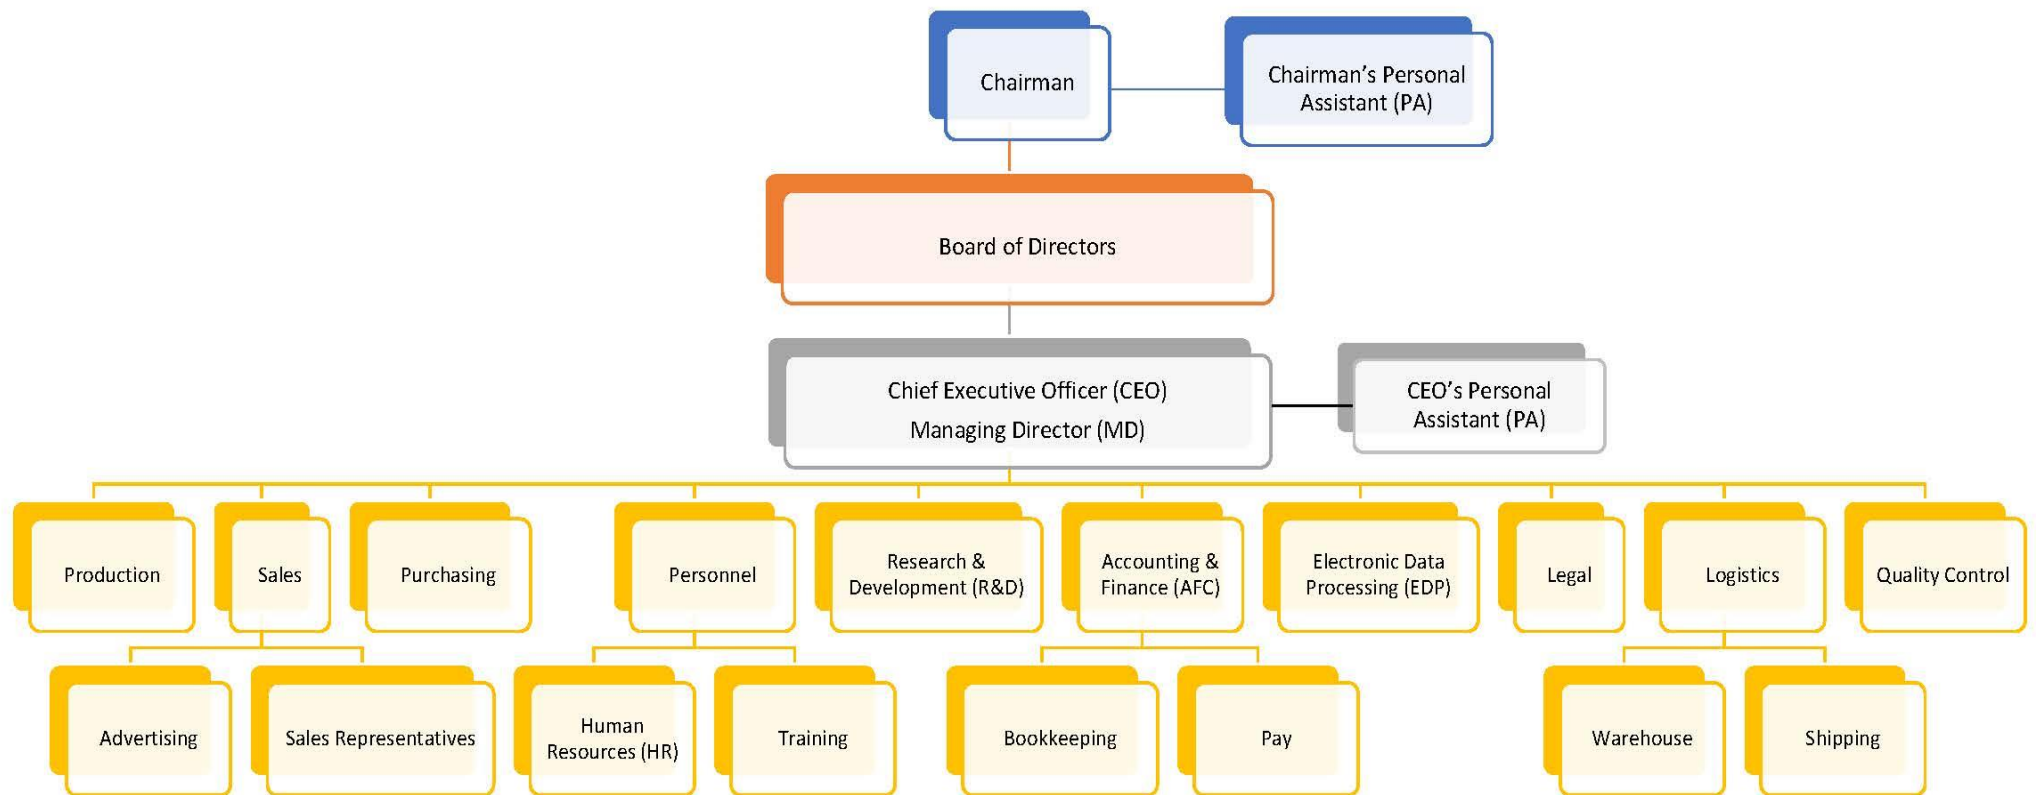 Chairman
Chairman’s Personal
Assistant (PA)
Board of Directors
Chief Executive Officer (CEO)
Managing Director (MD)
CEO’s Personal
Assistant (PA)
Production
Sales
Purchasing
Personnel
Research &
Development (R&D)
Accounting &
Finance (AFC)
Electronic Data
Processing (EDP)
Legal
Logistics
Quality Control
Advertising
Sales Representatives
Human
Resources (HR)
Training
Bookkeeping
Pay
Warehouse
Shipping